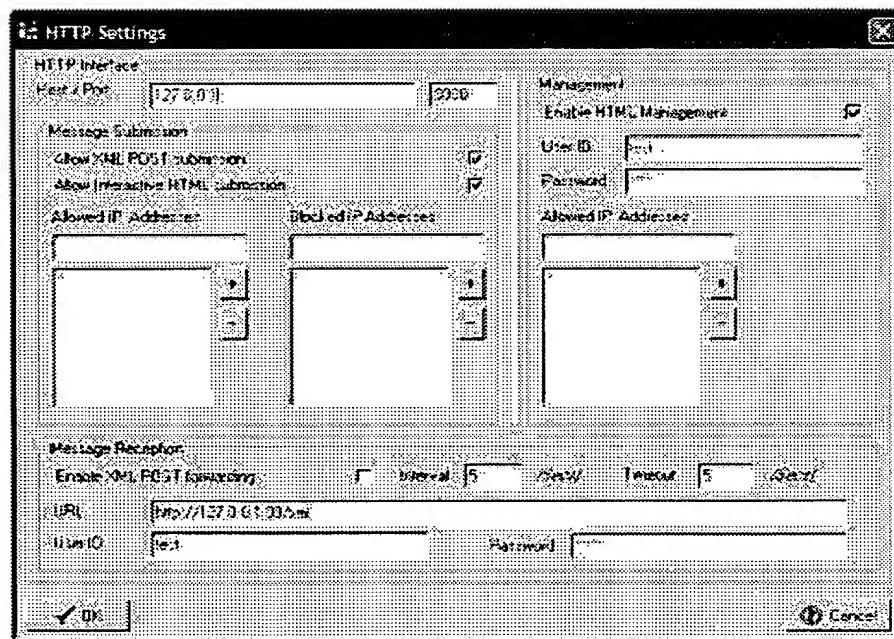 HTTP Settings
HTTP Interface
Host / Port
Message Submission
Allow XML POST submission
Allow Interactive HTML submission
Allowed IP Addresses
Blocked IP Addresses
Management
Enable HTML Management
User ID
test
Password
Allowed IP Addresses
Message Reception
Enable XML POST forwarding
Interval
5
Timeout
5
URL
User ID
test
Password
OK
Cancel